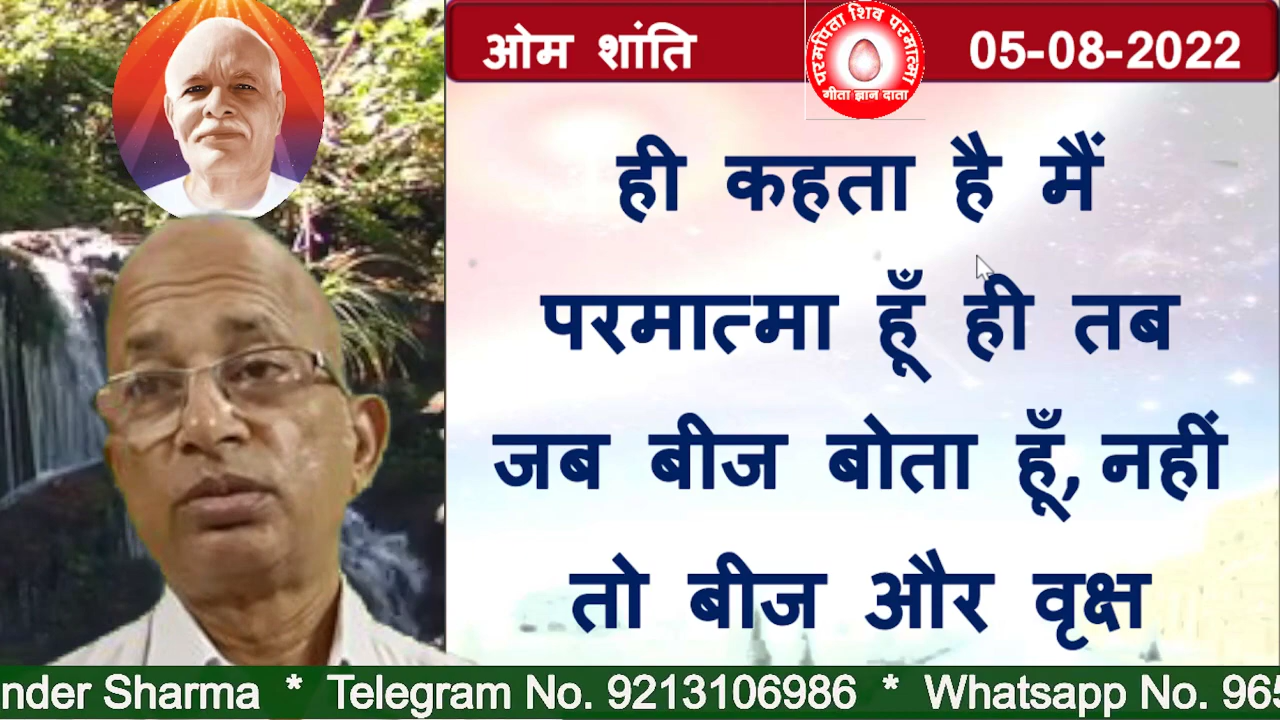 ओम शांति
परमपिता शिव परमात्मा
गीता ज्ञान दाता
05-08-2022
ही कहता है मैं
परमात्मा हूँ ही तब
जब बीज बोता हूँ, नहीं
तो बीज और वृक्ष
nder Sharma * Telegram No. 9213106986 * Whatsapp No. 965